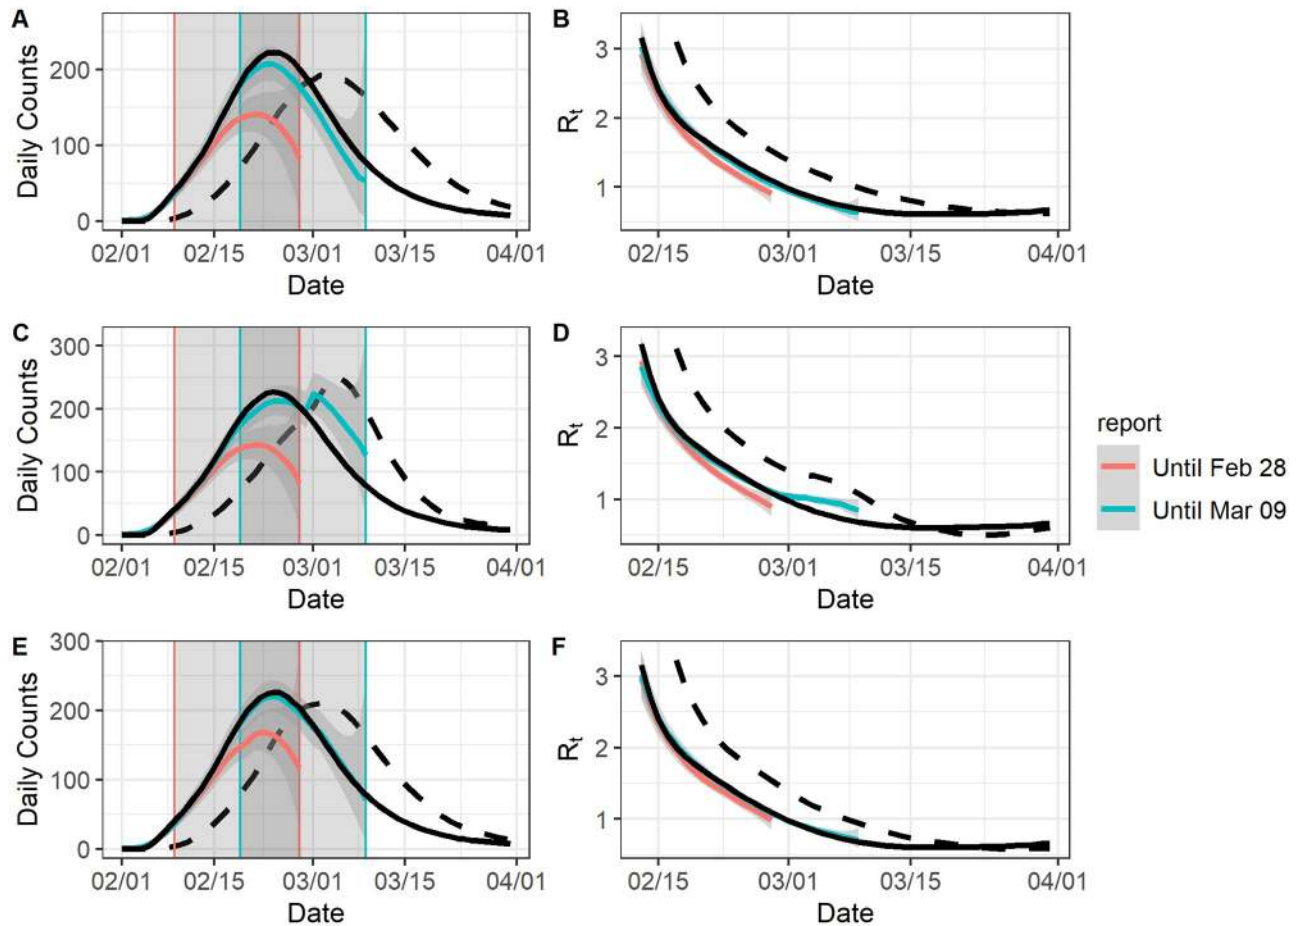 A
Daily Counts
200
100
0
02/01 02/15 03/01 03/15 04/01
Date
B
Rt
3
2
1
02/15 03/01 03/15 04/01
Date
C
Daily Counts
300
200
100
0
02/01 02/15 03/01 03/15 04/01
Date
D
Rt
3
2
1
02/15 03/01 03/15 04/01
Date
report
Until Feb 28
Until Mar 09
E
Daily Counts
300
200
100
0
02/01 02/15 03/01 03/15 04/01
Date
F
Rt
3
2
1
02/15 03/01 03/15 04/01
Date